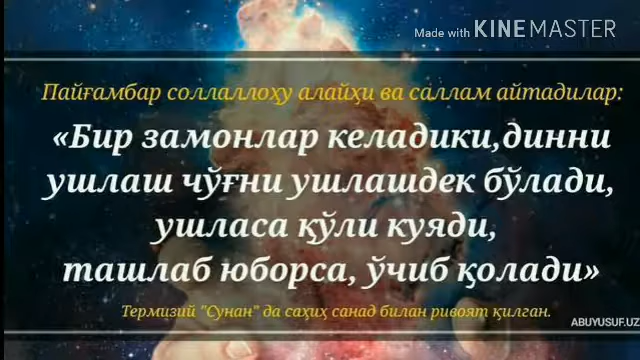 Made with KINEMASTER
Пайғамбар соллаллоҳу алайҳи ва саллам айтадилар:
«Бир замонлар келадики,динни
ушлаш чўғни ушлашдек бўлади,
ушласа қўли куяди,
ташлаб юборса, ўчиб қолади»
Термизий "Сунан" да саҳиҳ санад билан ривоят қилган.
ABUYUSUF.UZ